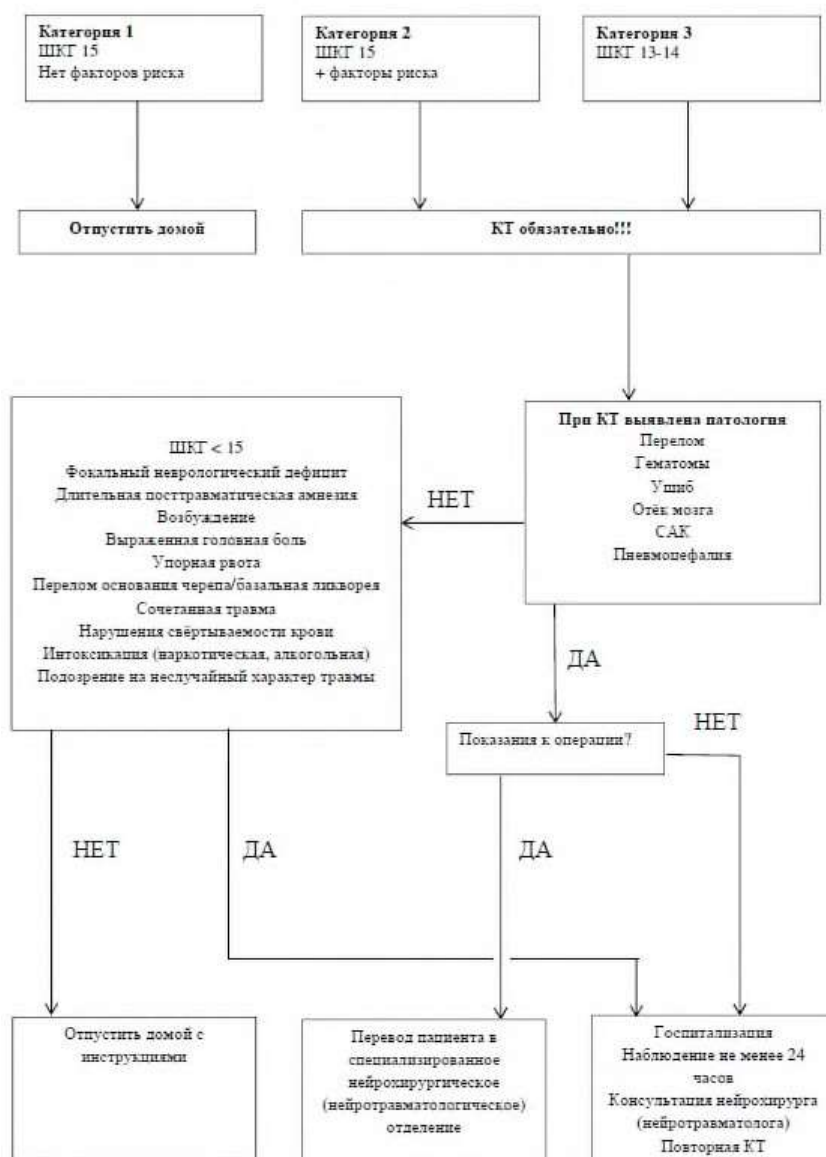 Категория 1
ШКГ 15
Нет факторов риска
Категория 2
ШКГ 15
+ факторы риска
Категория 3
ШКГ 13-14
Отпустить домой
КТ обязательно!!!
При КТ выявлена патология
Перелом
Гематомы
Ушиб
Отёк мозга
САК
Пневмоцефалия
НЕТ
ШКГ < 15
Фокальный неврологический дефицит
Длительная посттравматическая амнезия
Возбуждение
Выраженная головная боль
Упорная рвота
Перелом основания черепа/базальная ликворея
Сочетанная травма
Нарушения свёртываемости крови
Интоксикация (наркотическая, алкогольная)
Подозрение на неслучайный характер травмы
ДА
Показания к операции?
НЕТ
НЕТ
ДА
ДА
Отпустить домой с
инструкциями
Перевод пациента в
специализированное
нейрохирургическое
(нейротравматологическое)
отделение
Госпитализация
Наблюдение не менее 24
часов
Консультация нейрохирурга
(нейротравматолога)
Повторная КТ